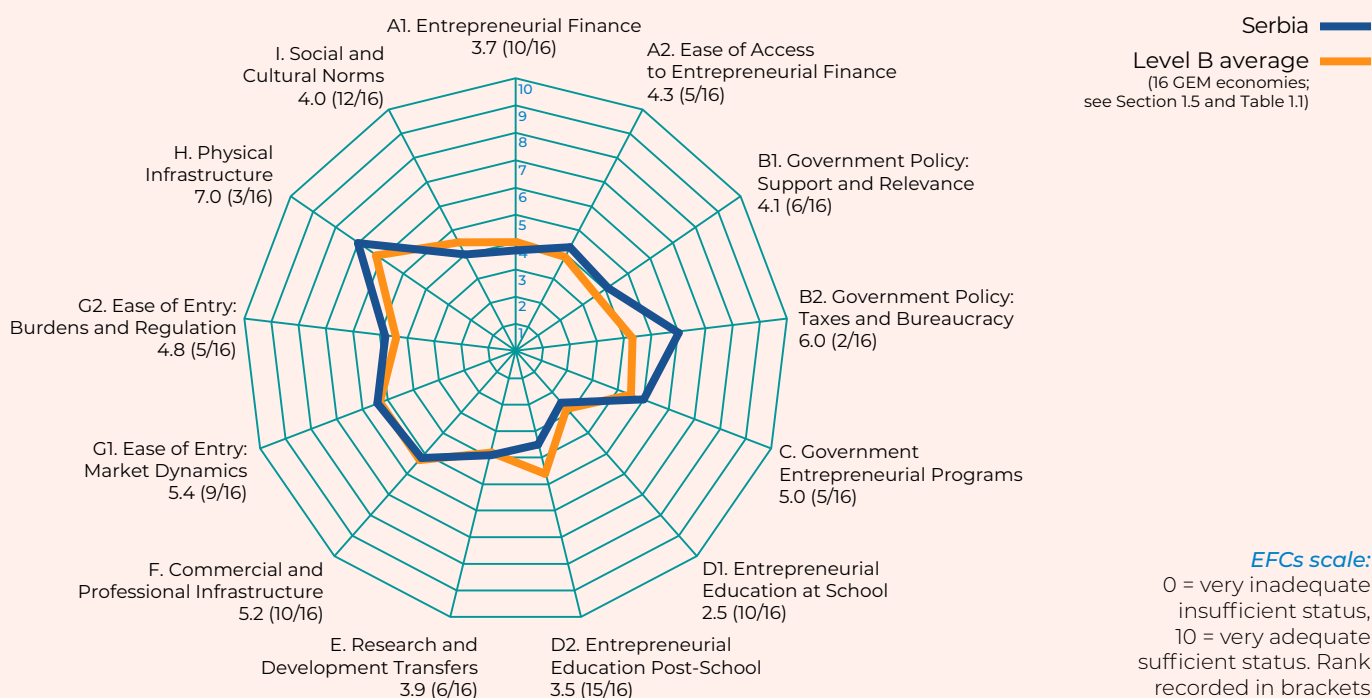 A1. Entrepreneurial Finance
3.7 (10/16)
A2. Ease of Access
to Entrepreneurial Finance
4.3 (5/16)
B1. Government Policy:
Support and Relevance
4.1 (6/16)
B2. Government Policy:
Taxes and Bureaucracy
6.0 (2/16)
C. Government
Entrepreneurial Programs
5.0 (5/16)
D1. Entrepreneurial
Education at School
2.5 (10/16)
D2. Entrepreneurial
Education Post-School
3.5 (15/16)
E. Research and
Development Transfers
3.9 (6/16)
F. Commercial and
Professional Infrastructure
5.2 (10/16)
G1. Ease of Entry:
Market Dynamics
5.4 (9/16)
G2. Ease of Entry:
Burdens and Regulation
4.8 (5/16)
H. Physical
Infrastructure
7.0 (3/16)
I. Social and
Cultural Norms
4.0 (12/16)
10
9
8
7
6
5
4
3
2
1
Serbia
Level B average
(16 GEM economies;
see Section 1.5 and Table 1.1)
EFCs scale:
0 = very inadequate
insufficient status,
10 = very adequate
sufficient status. Rank
recorded in brackets